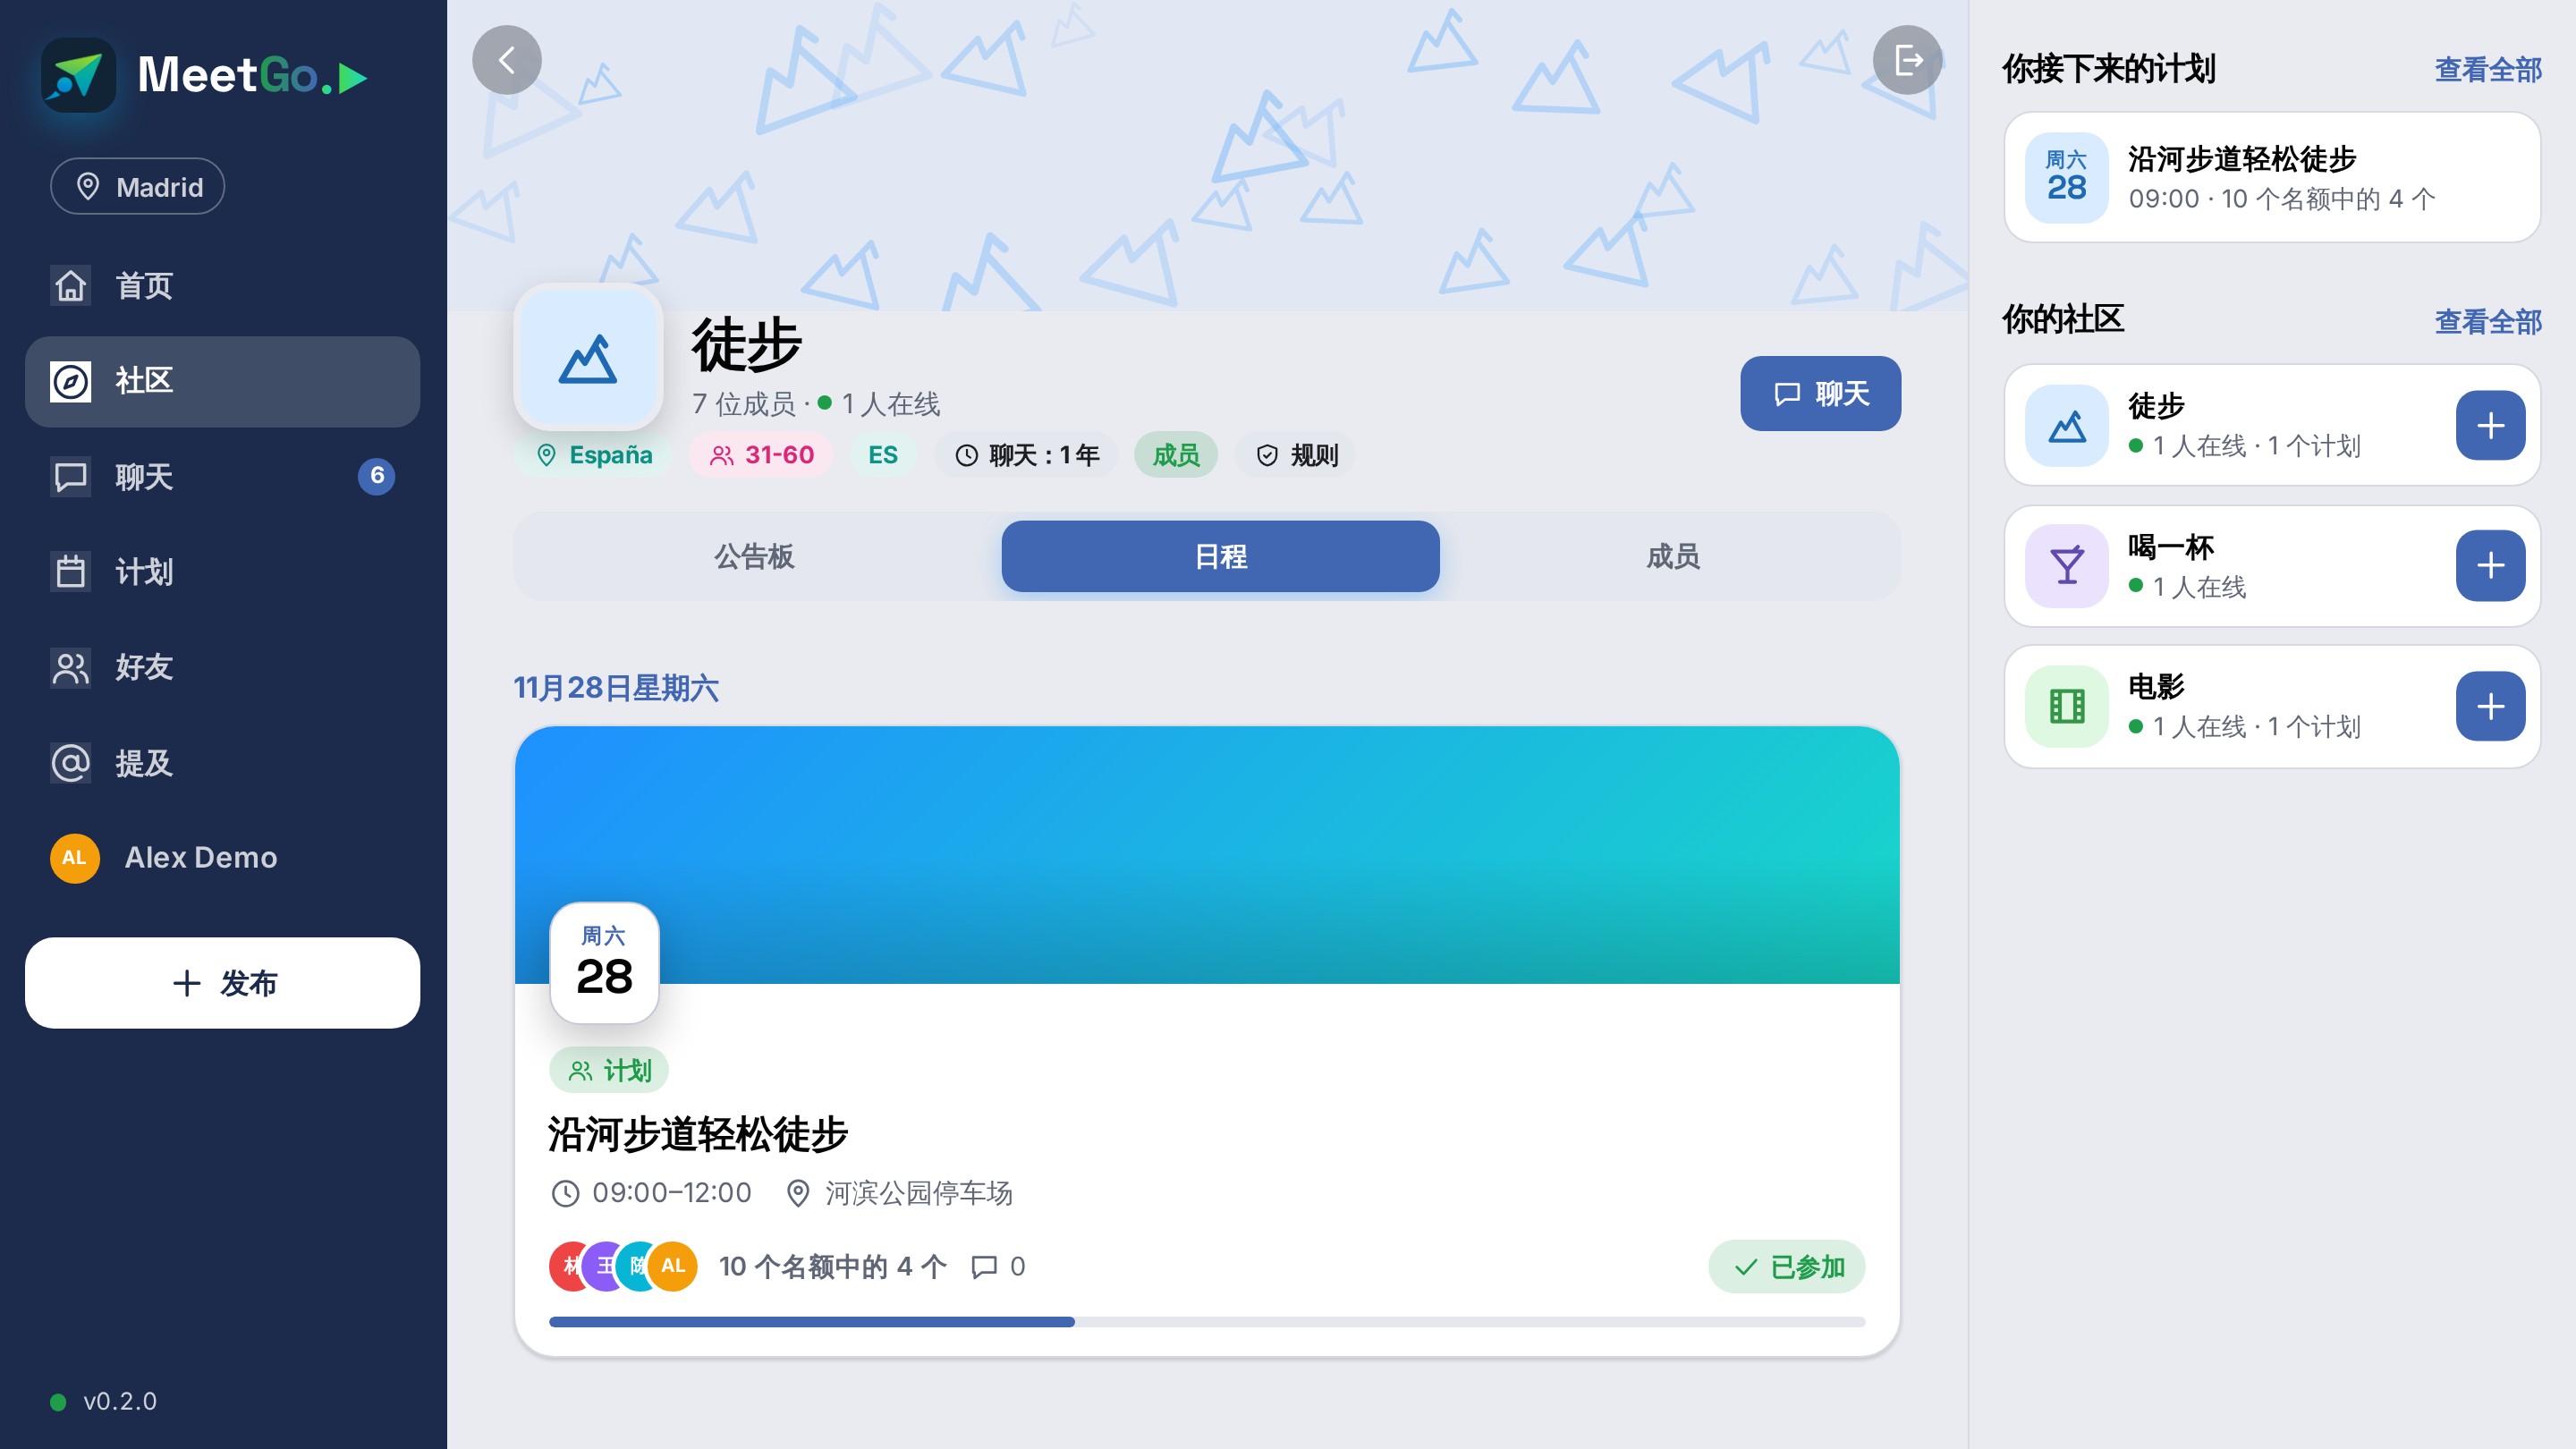 MeetGo.
Madrid
首页
社区
聊天
6
计划
好友
提及
AL
Alex Demo
发布
v0.2.0
徒步
7 位成员 · 1 人在线
聊天
España
31-60
ES
聊天：1 年
成员
规则
公告板
日程
成员
11月28日星期六
周六
28
计划
沿河步道轻松徒步
09:00–12:00
河滨公园停车场
林
王
陈
AL
10 个名额中的 4 个
0
已参加
你接下来的计划
查看全部
周六
28
沿河步道轻松徒步
09:00 · 10 个名额中的 4 个
你的社区
查看全部
徒步
1 人在线 · 1 个计划
喝一杯
1 人在线
电影
1 人在线 · 1 个计划